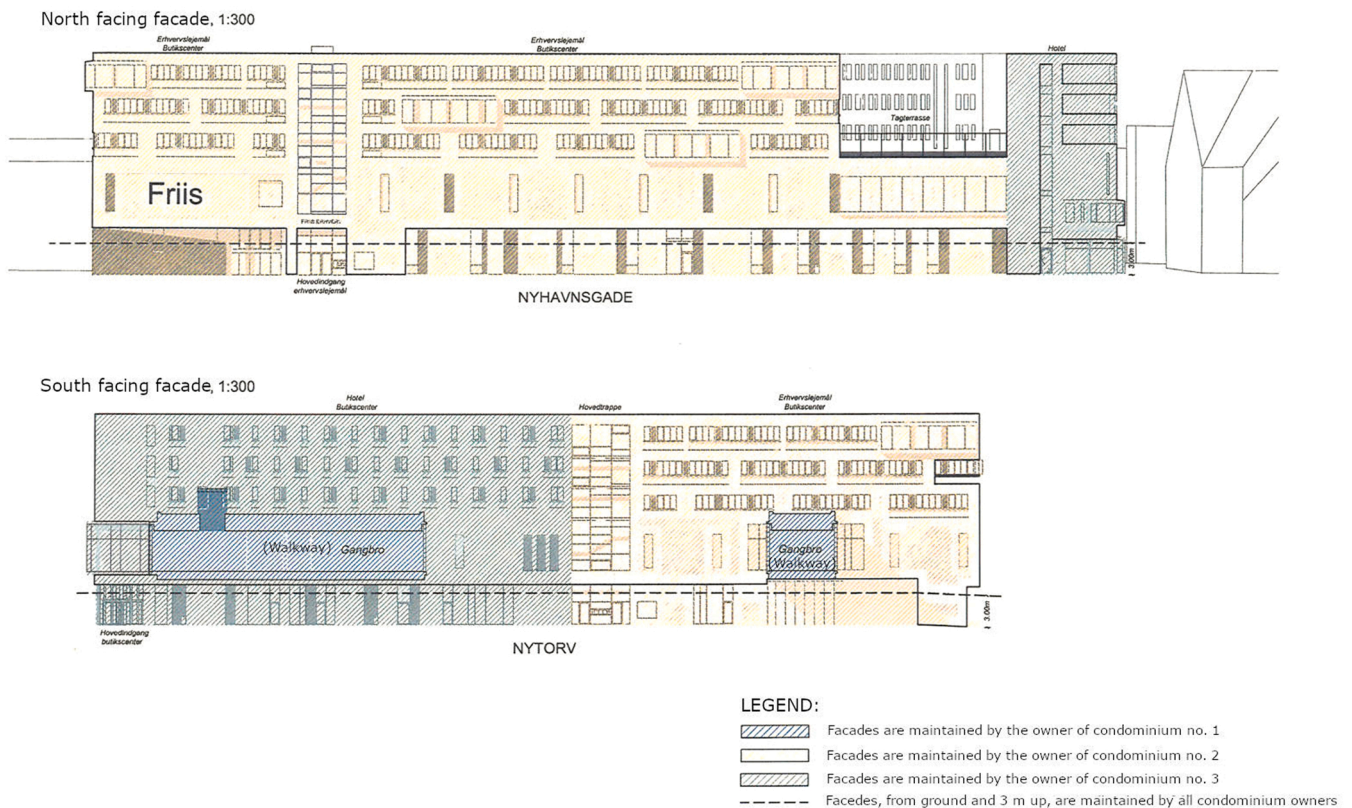 North facing facade, 1:300
Erhvervslejemål
Butikscenter
Erhvervslejemål
Butikscenter
Hotel
Tagterrasse
Friis
FRIIS ERHVERV
3.00m
Hovedindgang
erhvervslejemål
NYHAVNSGADE
South facing facade, 1:300
Hotel
Butikscenter
Hovedtrappe
Erhvervslejemål
Butikscenter
(Walkway) Gangbro
Gangbro
(Walkway)
3.00m
Hovedindgang
butikscenter
NYTORV
LEGEND:
Facades are maintained by the owner of condominium no. 1
Facades are maintained by the owner of condominium no. 2
Facades are maintained by the owner of condominium no. 3
Facedes, from ground and 3 m up, are maintained by all condominium owners